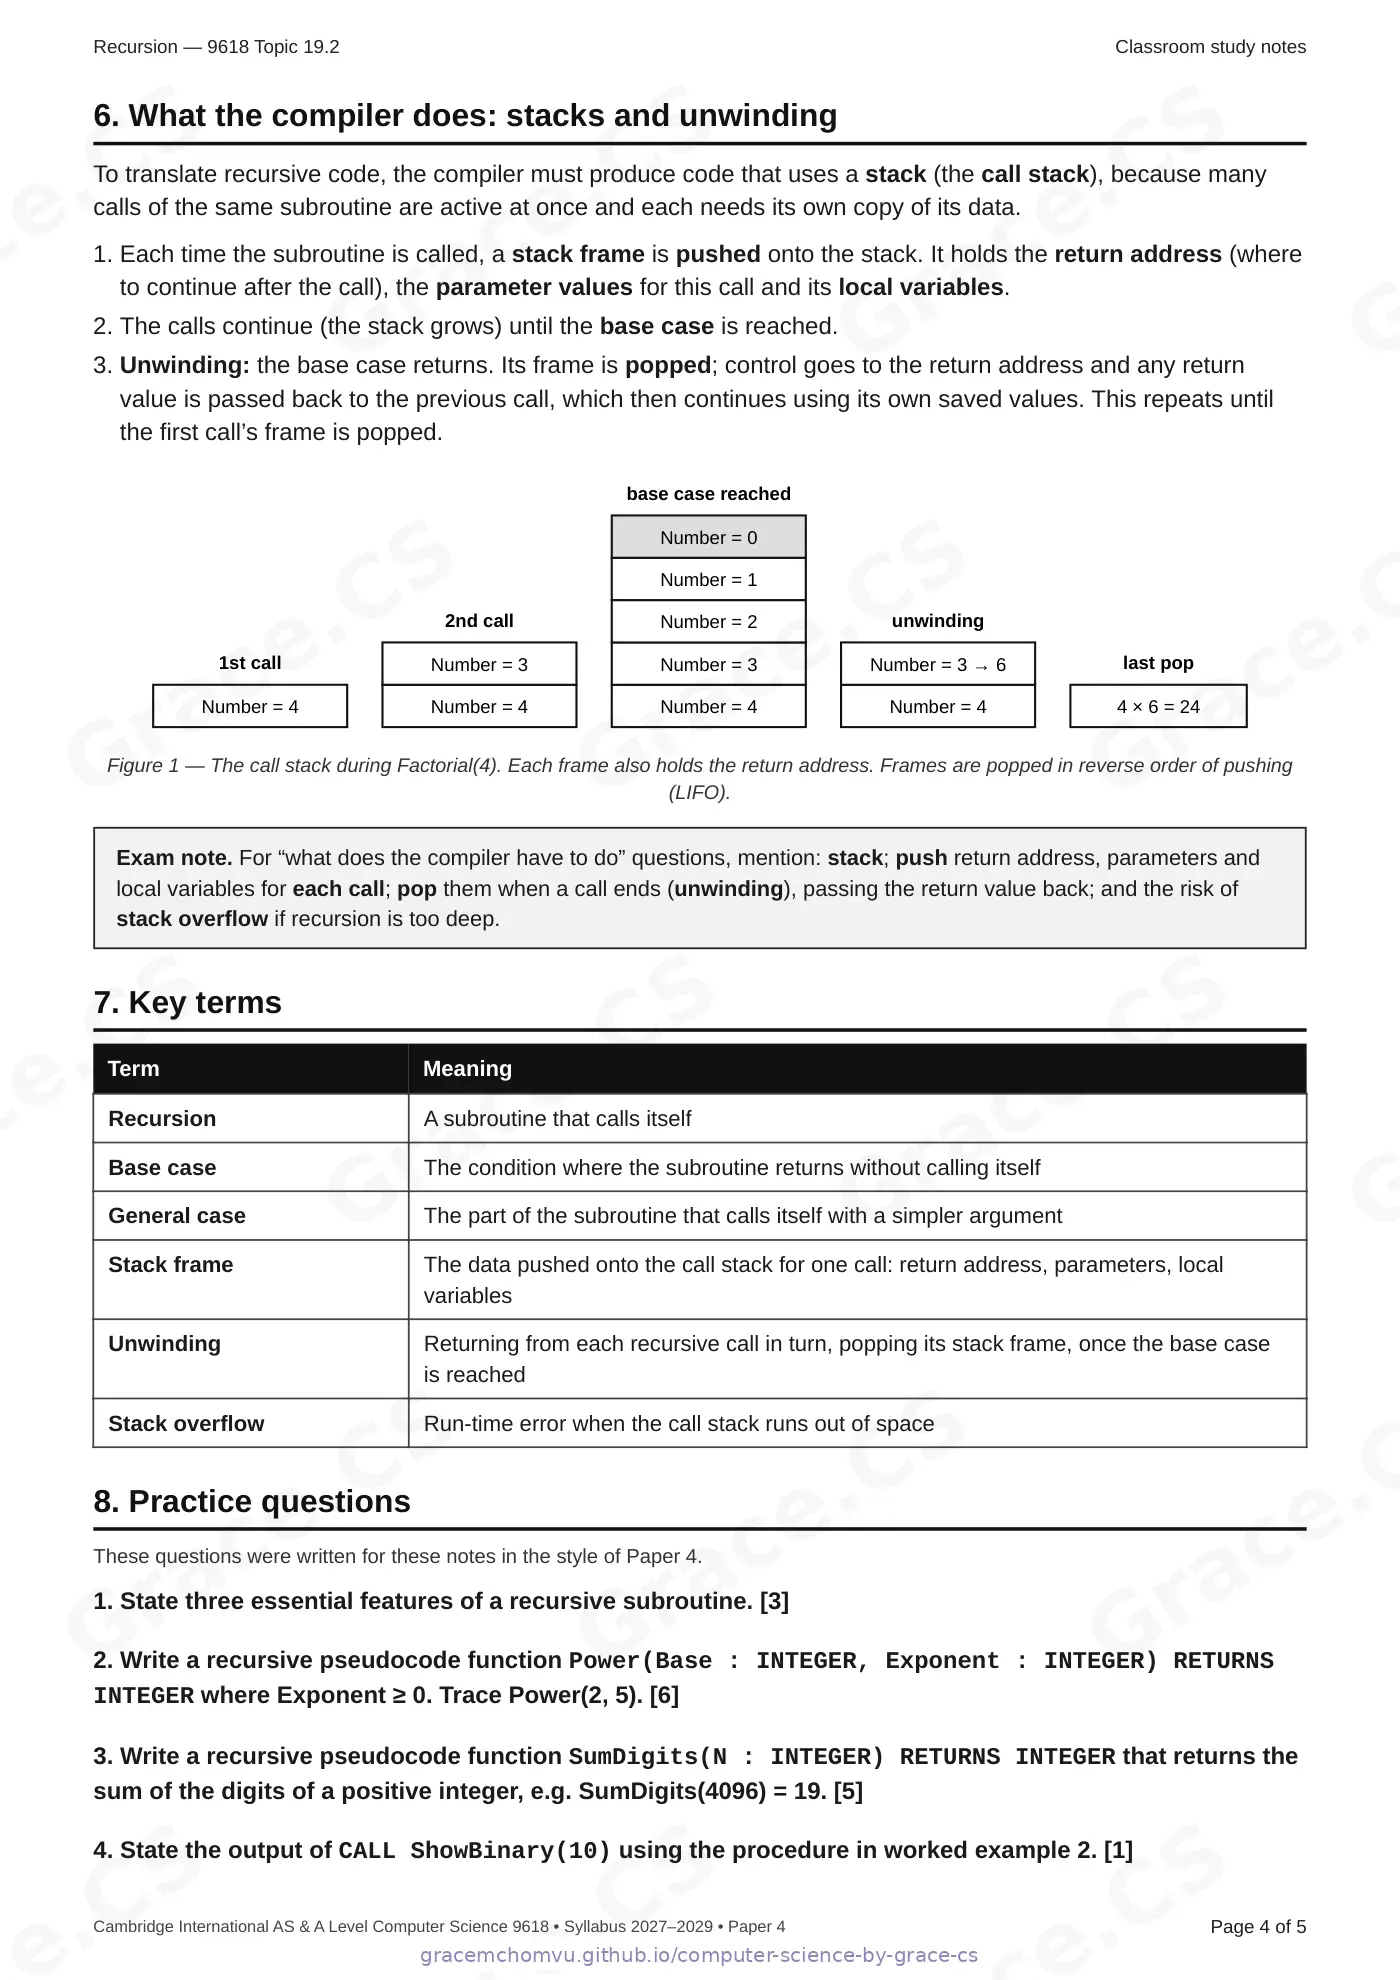 Recursion — 9618 Topic 19.2
Classroom study notes
6. What the compiler does: stacks and unwinding
To translate recursive code, the compiler must produce code that uses a stack (the call stack), because many
calls of the same subroutine are active at once and each needs its own copy of its data.
1. Each time the subroutine is called, a stack frame is pushed onto the stack. It holds the return address (where
to continue after the call), the parameter values for this call and its local variables.
2. The calls continue (the stack grows) until the base case is reached.
3. Unwinding: the base case returns. Its frame is popped; control goes to the return address and any return
value is passed back to the previous call, which then continues using its own saved values. This repeats until
the first call’s frame is popped.
1st call
Number = 4
2nd call
Number = 3
Number = 4
base case reached
Number = 0
Number = 1
Number = 2
Number = 3
Number = 4
unwinding
Number = 3 → 6
Number = 4
last pop
4 × 6 = 24
Figure 1 — The call stack during Factorial(4). Each frame also holds the return address. Frames are popped in reverse order of pushing
(LIFO).
Exam note. For “what does the compiler have to do” questions, mention: stack; push return address, parameters and
local variables for each call; pop them when a call ends (unwinding), passing the return value back; and the risk of
stack overflow if recursion is too deep.
7. Key terms
Term
Meaning
Recursion
A subroutine that calls itself
Base case
The condition where the subroutine returns without calling itself
General case
The part of the subroutine that calls itself with a simpler argument
Stack frame
The data pushed onto the call stack for one call: return address, parameters, local
variables
Unwinding
Returning from each recursive call in turn, popping its stack frame, once the base case
is reached
Stack overflow
Run-time error when the call stack runs out of space
8. Practice questions
These questions were written for these notes in the style of Paper 4.
1. State three essential features of a recursive subroutine. [3]
2. Write a recursive pseudocode function Power(Base : INTEGER, Exponent : INTEGER) RETURNS
INTEGER where Exponent ≥ 0. Trace Power(2, 5). [6]
3. Write a recursive pseudocode function SumDigits(N : INTEGER) RETURNS INTEGER that returns the
sum of the digits of a positive integer, e.g. SumDigits(4096) = 19. [5]
4. State the output of CALL ShowBinary(10) using the procedure in worked example 2. [1]
Cambridge International AS & A Level Computer Science 9618 • Syllabus 2027–2029 • Paper 4
Page 4 of 5
gracemchomvu.github.io/computer-science-by-grace-cs
Grace.CS